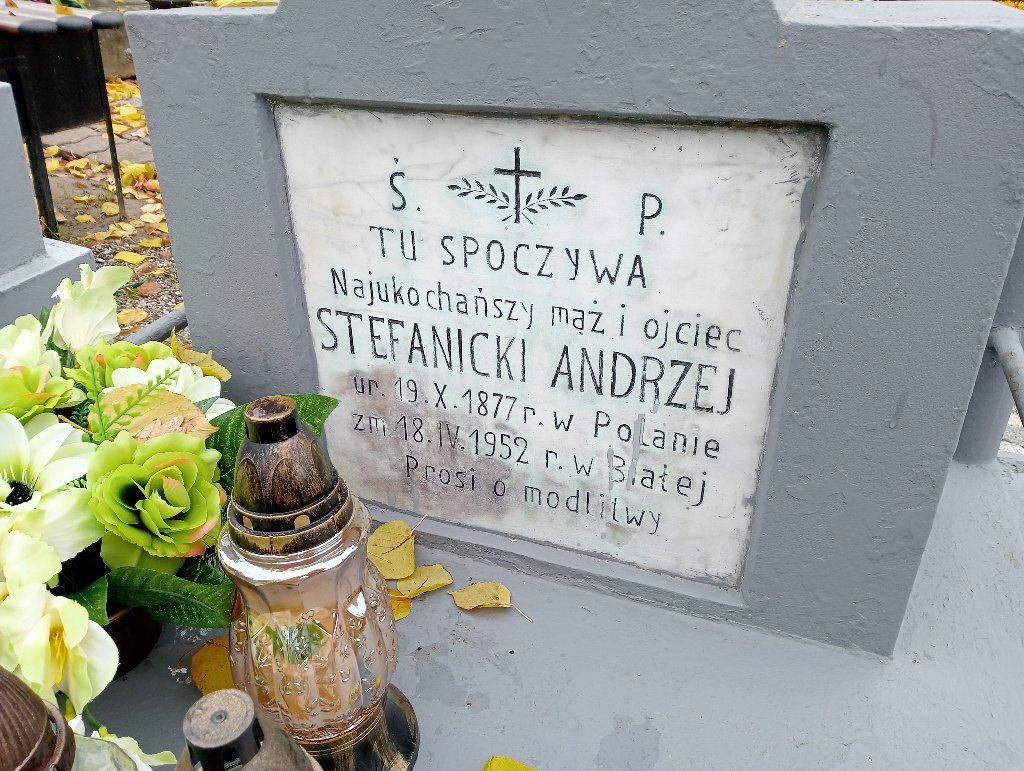 Ś. P.
TU SPOCZYWA
Najukochańszy mąż i ojciec
STEFANICKI ANDRZEJ
ur. 19.X.1877 r. w Polanie
zm 18.IV.1952 r. w Białej
Prosi o modlitwy